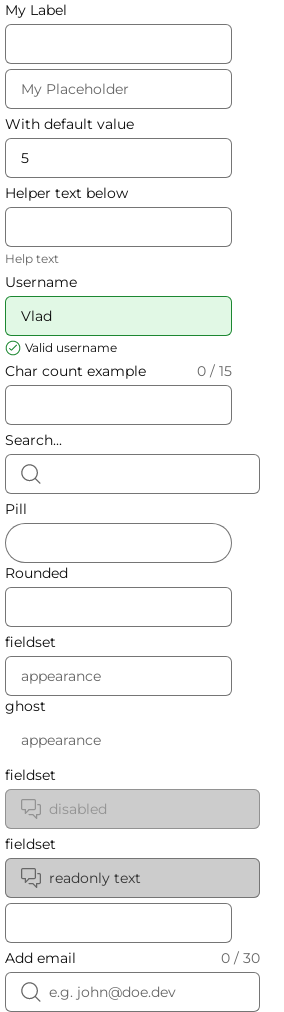 My Label
My Placeholder
With default value
5
Helper text below
Help text
Username
Vlad
Valid username
Char count example 0 / 15
Search...
Pill
Rounded
fieldset
appearance
ghost
appearance
fieldset
disabled
fieldset
readonly text
Add email 0 / 30
e.g. john@doe.dev